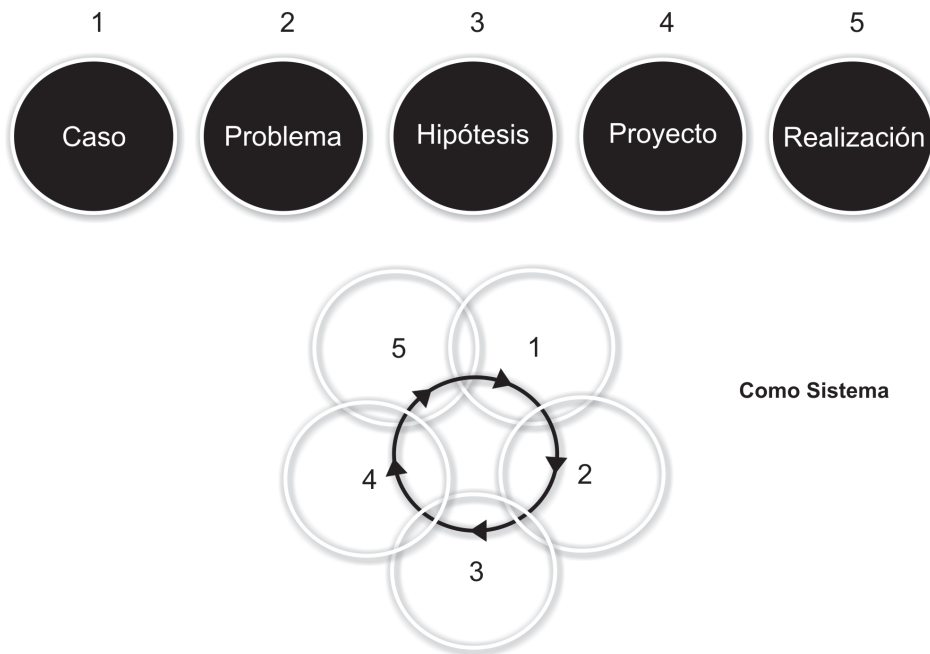 1 2 3 4 5
Caso Problema Hipótesis Proyecto Realización
5 1
Como Sistema
4 2
3